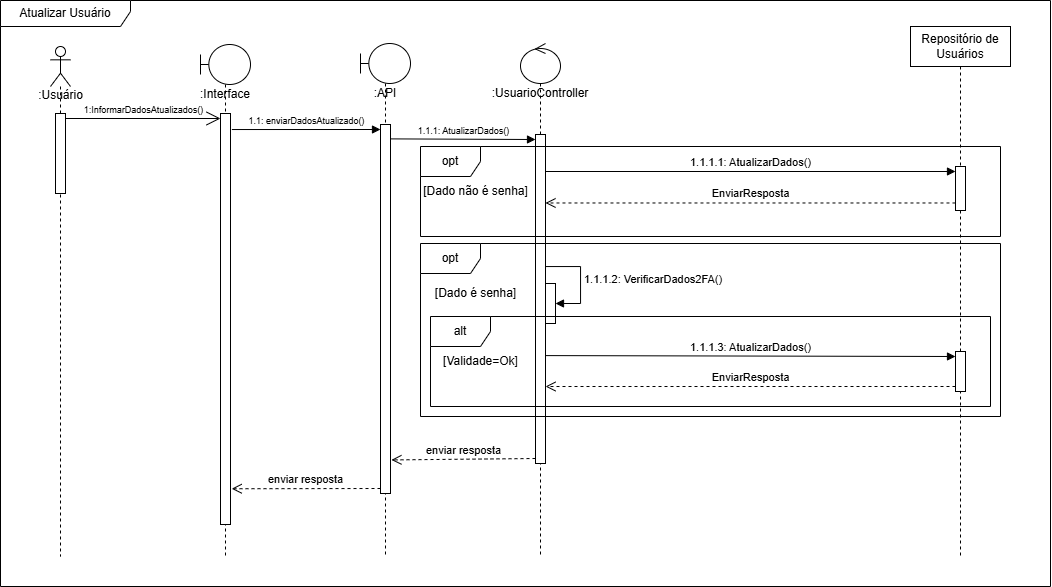 Atualizar Usuário
Repositório de
Usuários
:Usuário
:Interface
:API
:UsuarioController
1:InformarDadosAtualizados()
1.1: enviarDadosAtualizado()
1.1.1: AtualizarDados()
opt
1.1.1.1: AtualizarDados()
[Dado não é senha]
EnviarResposta
opt
1.1.1.2: VerificarDados2FA()
[Dado é senha]
alt
1.1.1.3: AtualizarDados()
[Validade=Ok]
EnviarResposta
enviar resposta
enviar resposta